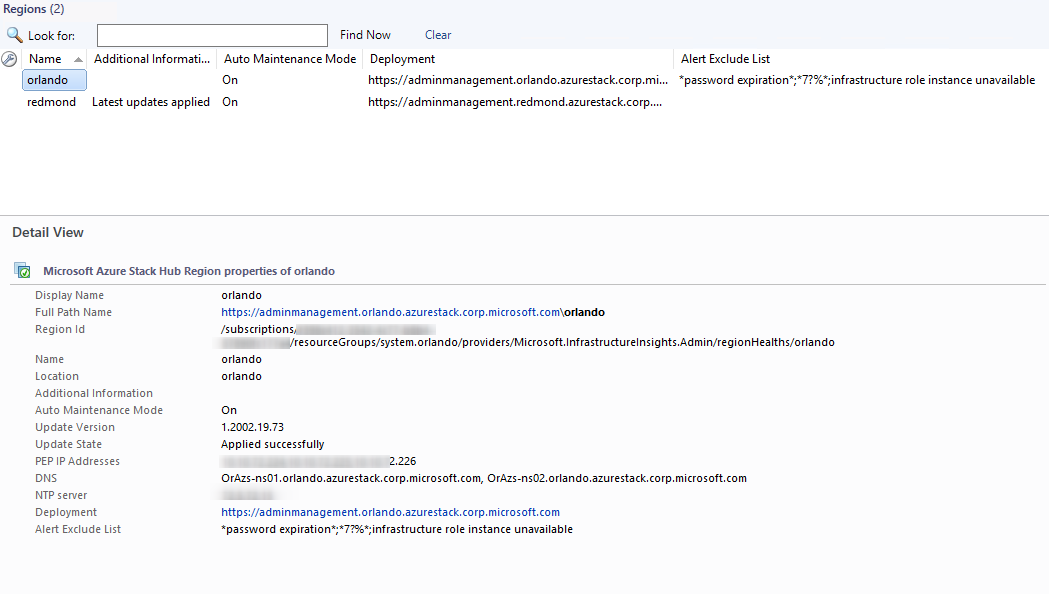 Regions (2)
Look for: Find Now Clear
Name Additional Informati... Auto Maintenance Mode Deployment Alert Exclude List
orlando On https://adminmanagement.orlando.azurestack.corp.mi... *password expiration*;*7?%*;infrastructure role instance unavailable
redmond Latest updates applied On https://adminmanagement.redmond.azurestack.corp....
Detail View
Microsoft Azure Stack Hub Region properties of orlando
Display Name orlando
Full Path Name https://adminmanagement.orlando.azurestack.corp.microsoft.com\orlando
Region Id /subscriptions/
/resourceGroups/system.orlando/providers/Microsoft.InfrastructureInsights.Admin/regionHealths/orlando
Name orlando
Location orlando
Additional Information
Auto Maintenance Mode On
Update Version 1.2002.19.73
Update State Applied successfully
PEP IP Addresses 2.226
DNS OrAzs-ns01.orlando.azurestack.corp.microsoft.com, OrAzs-ns02.orlando.azurestack.corp.microsoft.com
NTP server
Deployment https://adminmanagement.orlando.azurestack.corp.microsoft.com
Alert Exclude List *password expiration*;*7?%*;infrastructure role instance unavailable